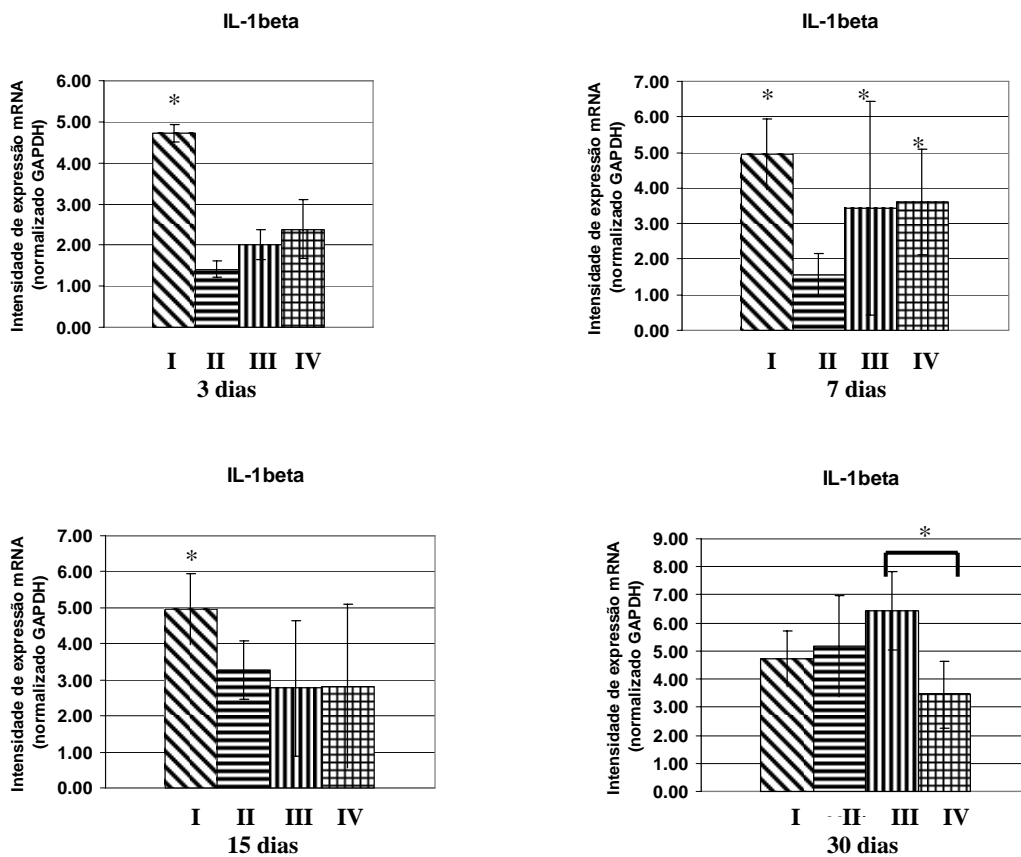 IL-1beta
Intensidade de expressão mRNA
(normalizado GAPDH)
6.00
5.00
4.00
3.00
2.00
1.00
0.00
*
I II III IV
3 dias
IL-1beta
Intensidade de expressão mRNA
(normalizado GAPDH)
7.00
6.00
5.00
4.00
3.00
2.00
1.00
0.00
* * *
I II III IV
7 dias
IL-1beta
Intensidade de expressão mRNA
(normalizado GAPDH)
7.00
6.00
5.00
4.00
3.00
2.00
1.00
0.00
*
I II III IV
15 dias
IL-1beta
Intensidade de expressão mRNA
(normalizado GAPDH)
9.00
8.00
7.00
6.00
5.00
4.00
3.00
2.00
1.00
0.00
*
I II III IV
30 dias